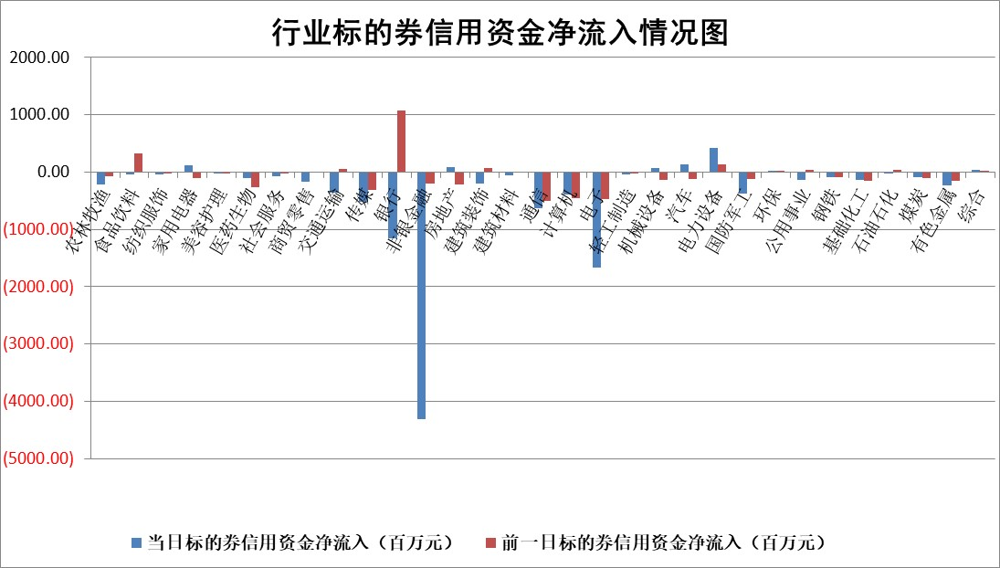 行业标的券信用资金净流入情况图
2000.00
1000.00
0.00
(1000.00)
(2000.00)
(3000.00)
(4000.00)
(5000.00)
农林牧渔
食品饮料
纺织服饰
家用电器
美容护理
医药生物
社会服务
商贸零售
交通运输
传媒
银行
非银金融
房地产
建筑装饰
建筑材料
通信
计算机
电子
轻工制造
机械设备
汽车
电力设备
国防军工
环保
公用事业
钢铁
基础化工
石油石化
煤炭
有色金属
综合
当日标的券信用资金净流入（百万元）
前一日标的券信用资金净流入（百万元）